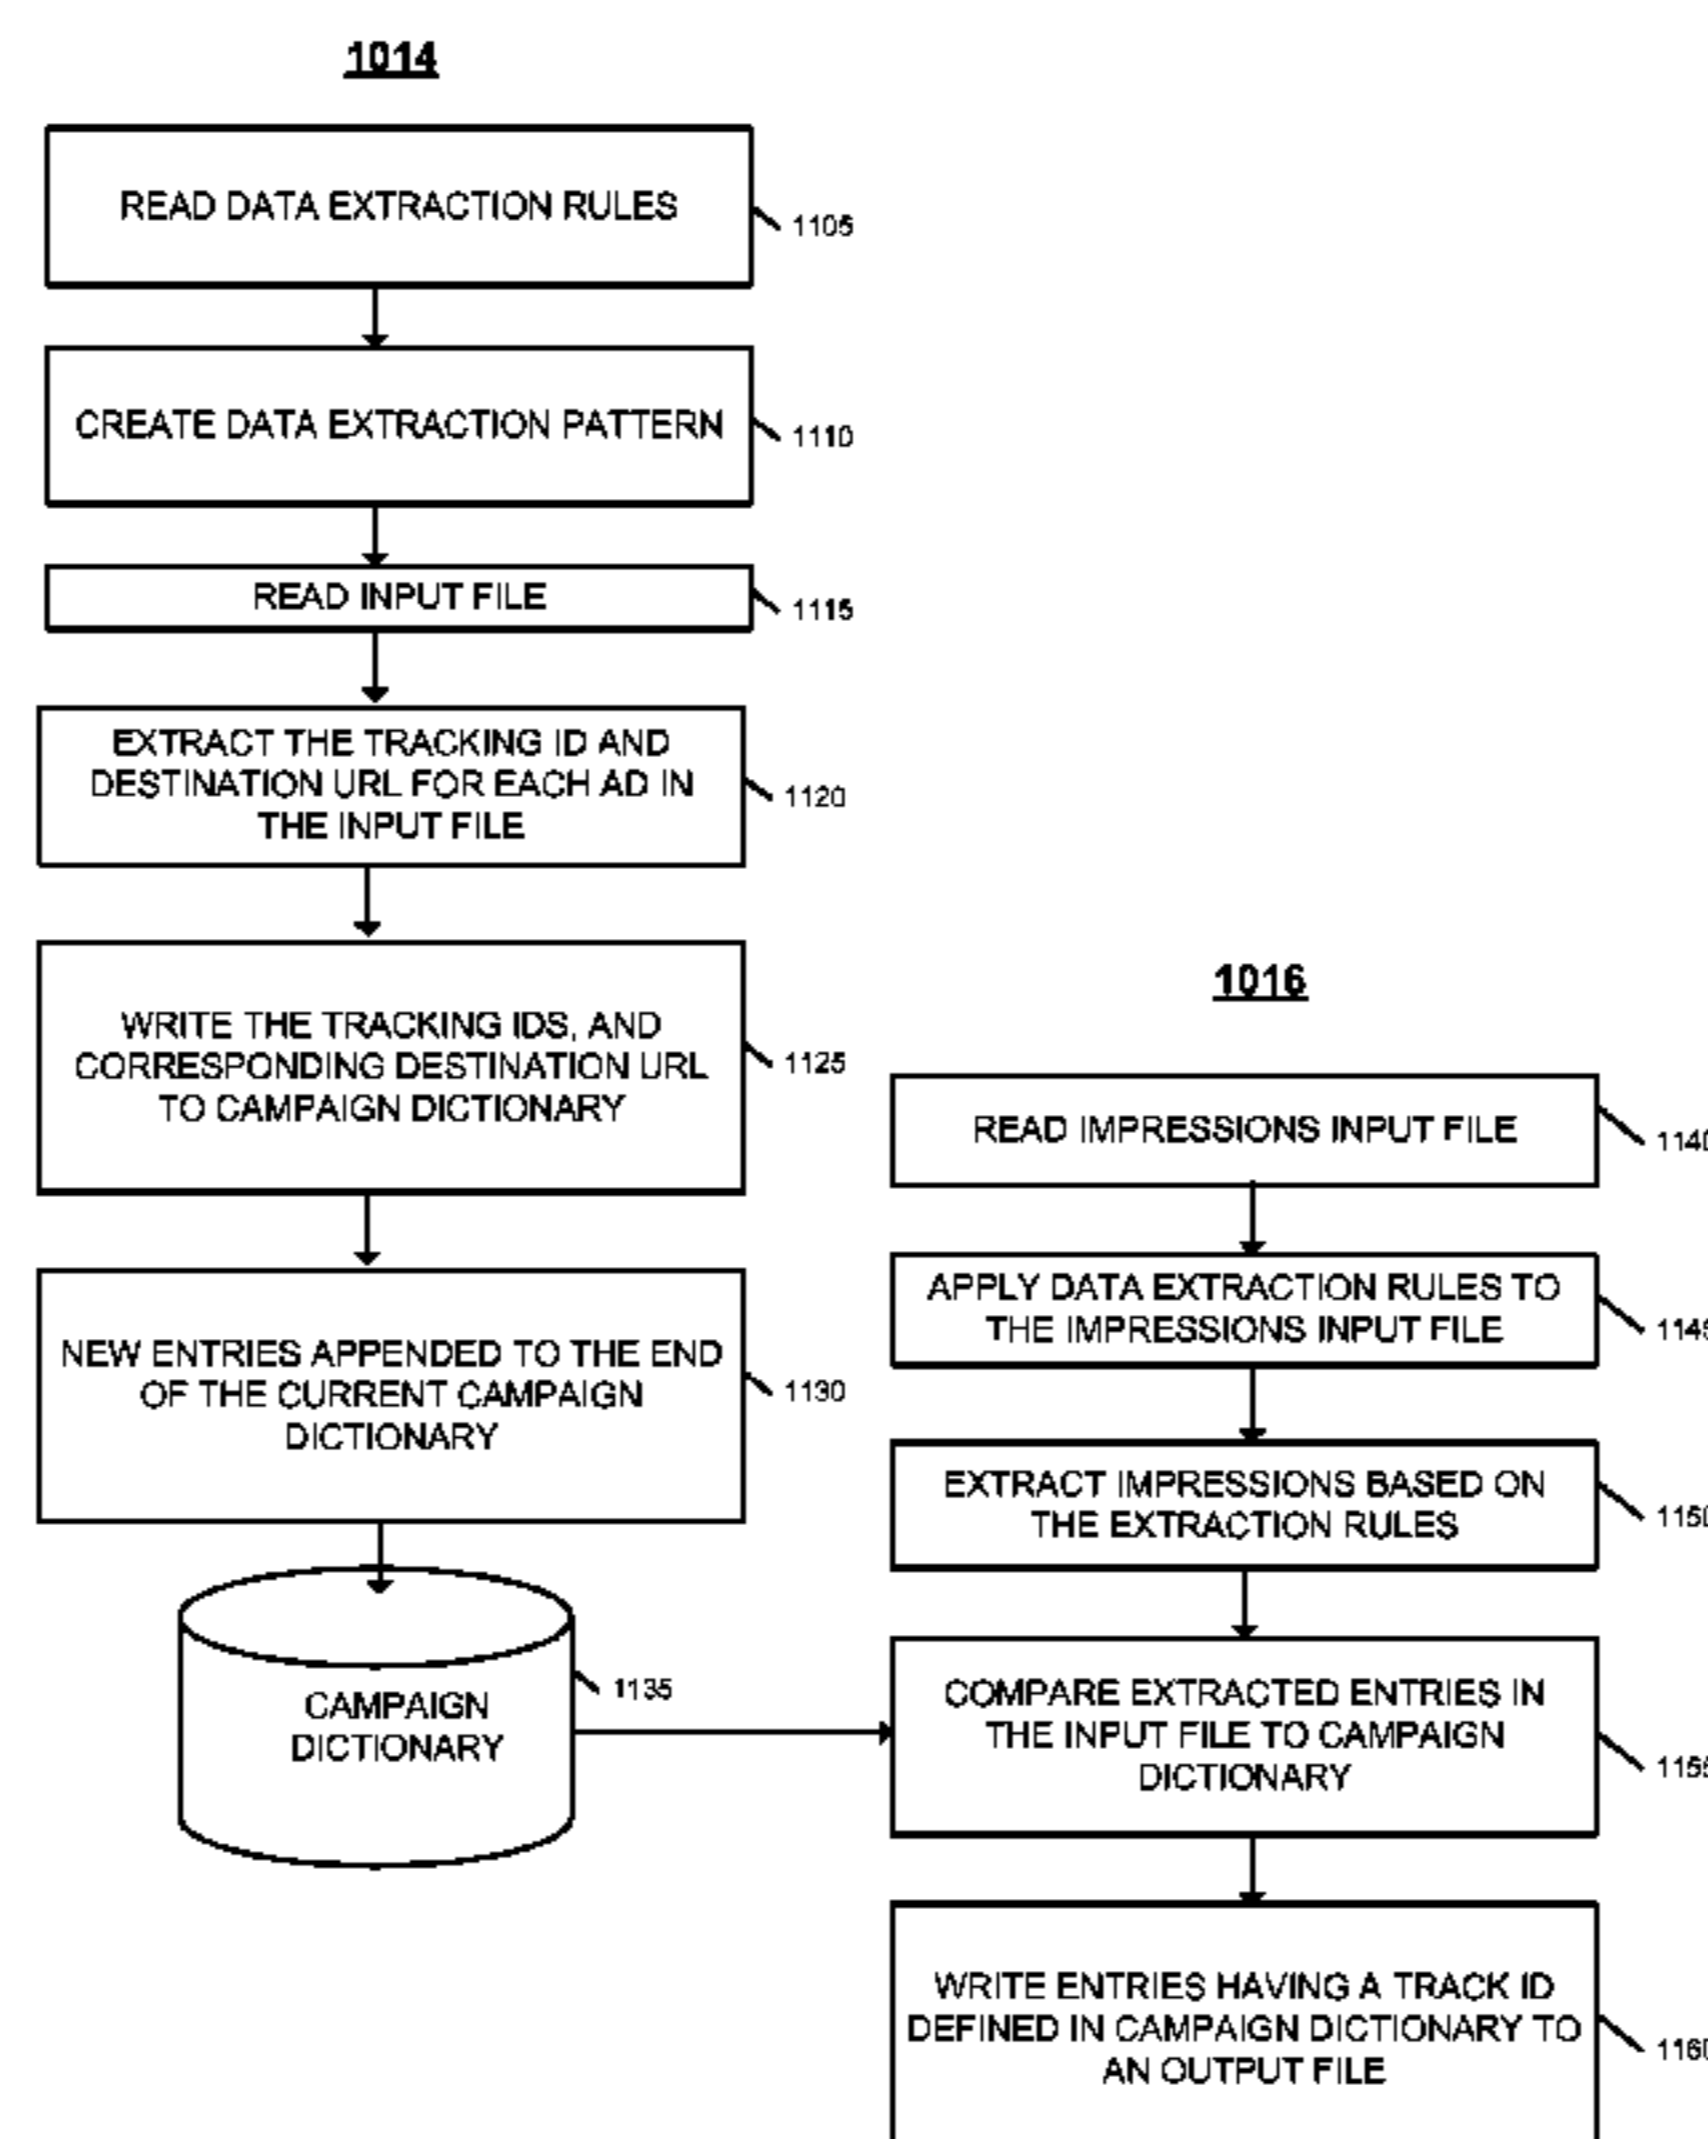 1014
READ DATA EXTRACTION RULES
1105
CREATE DATA EXTRACTION PATTERN
1110
READ INPUT FILE
1115
EXTRACT THE TRACKING ID AND
DESTINATION URL FOR EACH AD IN
THE INPUT FILE
1120
WRITE THE TRACKING IDS, AND
CORRESPONDING DESTINATION URL
TO CAMPAIGN DICTIONARY
1125
NEW ENTRIES APPENDED TO THE END
OF THE CURRENT CAMPAIGN
DICTIONARY
1130
CAMPAIGN
DICTIONARY
1135
1016
READ IMPRESSIONS INPUT FILE
1140
APPLY DATA EXTRACTION RULES TO
THE IMPRESSIONS INPUT FILE
1145
EXTRACT IMPRESSIONS BASED ON
THE EXTRACTION RULES
1150
COMPARE EXTRACTED ENTRIES IN
THE INPUT FILE TO CAMPAIGN
DICTIONARY
1155
WRITE ENTRIES HAVING A TRACK ID
DEFINED IN CAMPAIGN DICTIONARY TO
AN OUTPUT FILE
1160